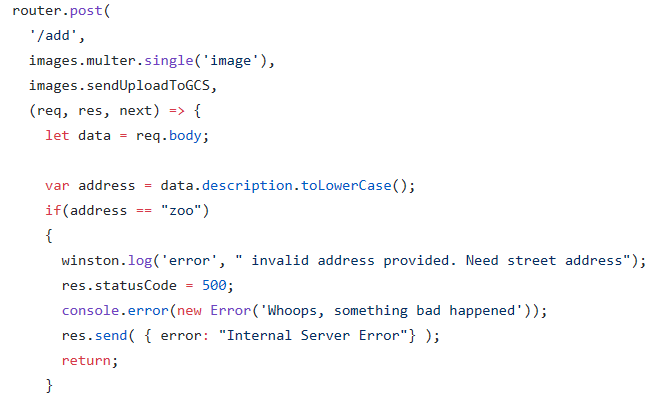 router.post(
'/add',
images.multer.single('image'),
images.sendUploadToGCS,
(req, res, next) => {
let data = req.body;
var address = data.description.toLowerCase();
if(address == "zoo")
{
winston.log('error', " invalid address provided. Need street address");
res.statusCode = 500;
console.error(new Error('Whoops, something bad happened'));
res.send( { error: "Internal Server Error"} );
return;
}